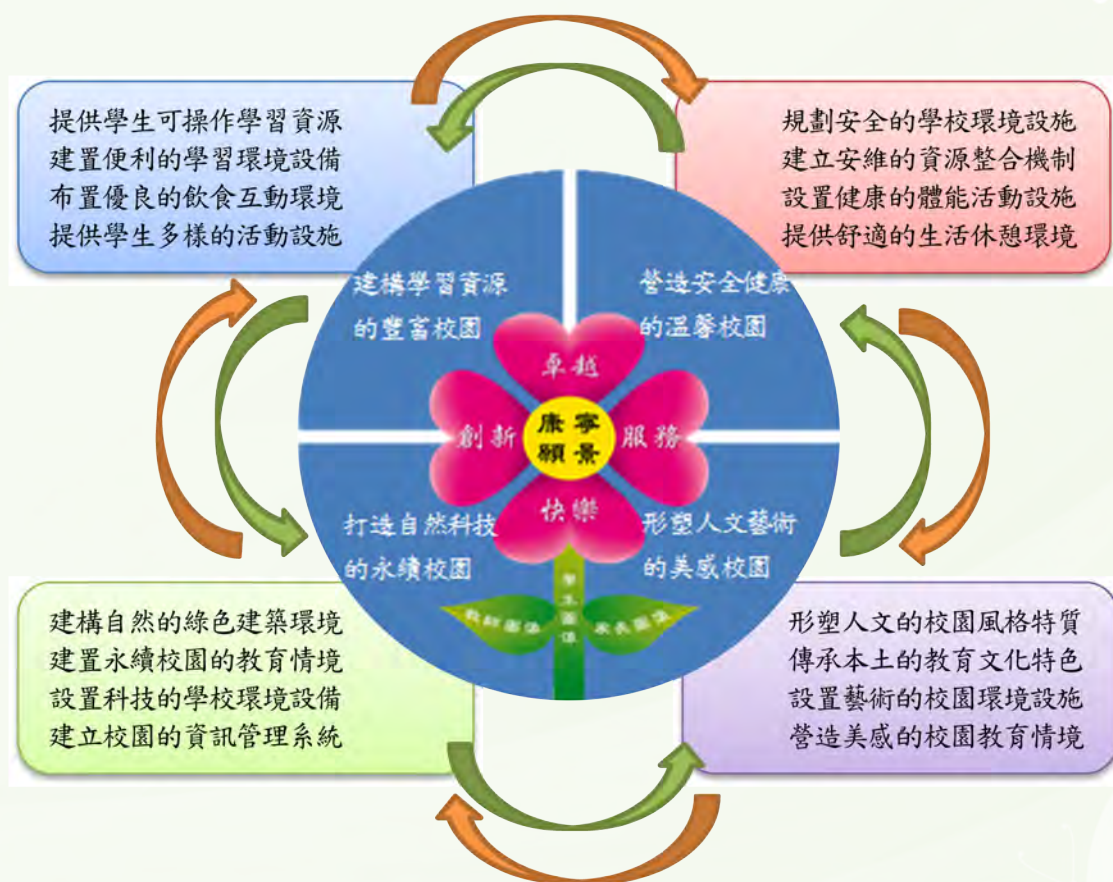 提供學生可操作學習資源
建置便利的學習環境設備
布置優良的飲食互動環境
提供學生多樣的活動設施
規劃安全的學校環境設施
建立安維的資源整合機制
設置健康的體能活動設施
提供舒適的生活休憩環境
建構學習資源
的豐富校園
營造安全健康
的溫馨校園
卓越
創新
康寧
願景
服務
快樂
打造自然科技
的永續校園
形塑人文藝術
的美感校園
教師團隊
學生團隊
家長團隊
建構自然的綠色建築環境
建置永續校園的教育情境
設置科技的學校環境設備
建立校園的資訊管理系統
形塑人文的校園風格特質
傳承本土的教育文化特色
設置藝術的校園環境設施
營造美感的校園教育情境